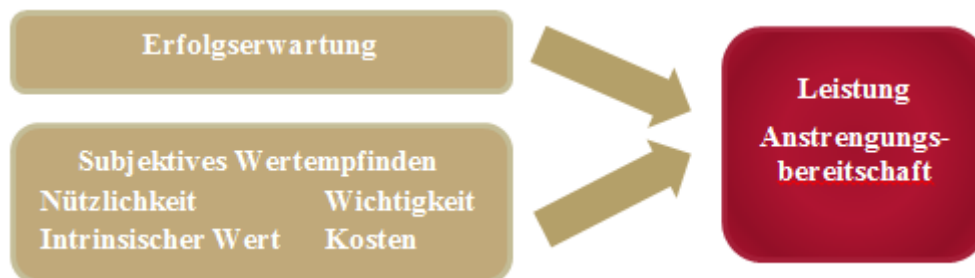 Erfolgserwartung
Subjektives Wertempfinden
Nützlichkeit Wichtigkeit
Intrinsischer Wert Kosten
Leistung
Anstrengungs-
bereitschaft